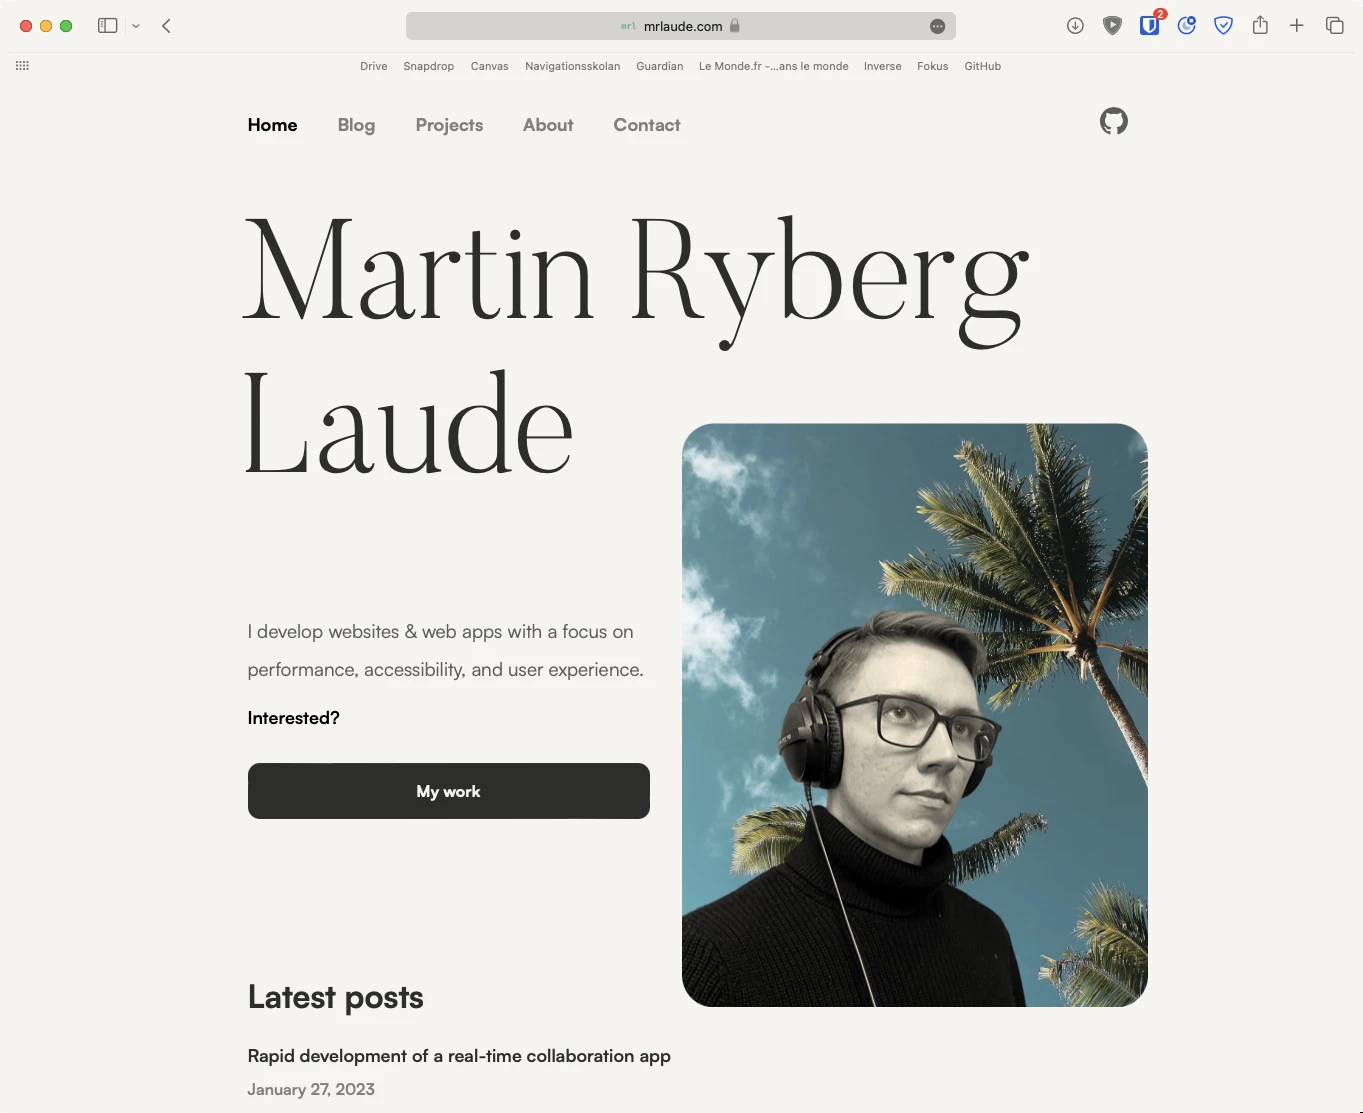 mrl mrlaude.com
2
Drive Snapdrop Canvas Navigationsskolan Guardian Le Monde.fr -...ans le monde Inverse Fokus GitHub
Home Blog Projects About Contact
Martin Ryberg
Laude
I develop websites & web apps with a focus on
performance, accessibility, and user experience.
Interested?
My work
Latest posts
Rapid development of a real-time collaboration app
January 27, 2023